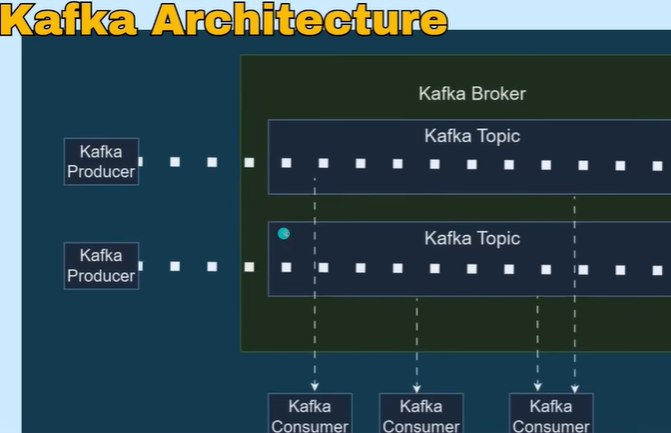 Kafka Architecture
Kafka Broker
Kafka Topic
Kafka
Producer
Kafka Topic
Kafka
Producer
Kafka
Consumer
Kafka
Consumer
Kafka
Consumer